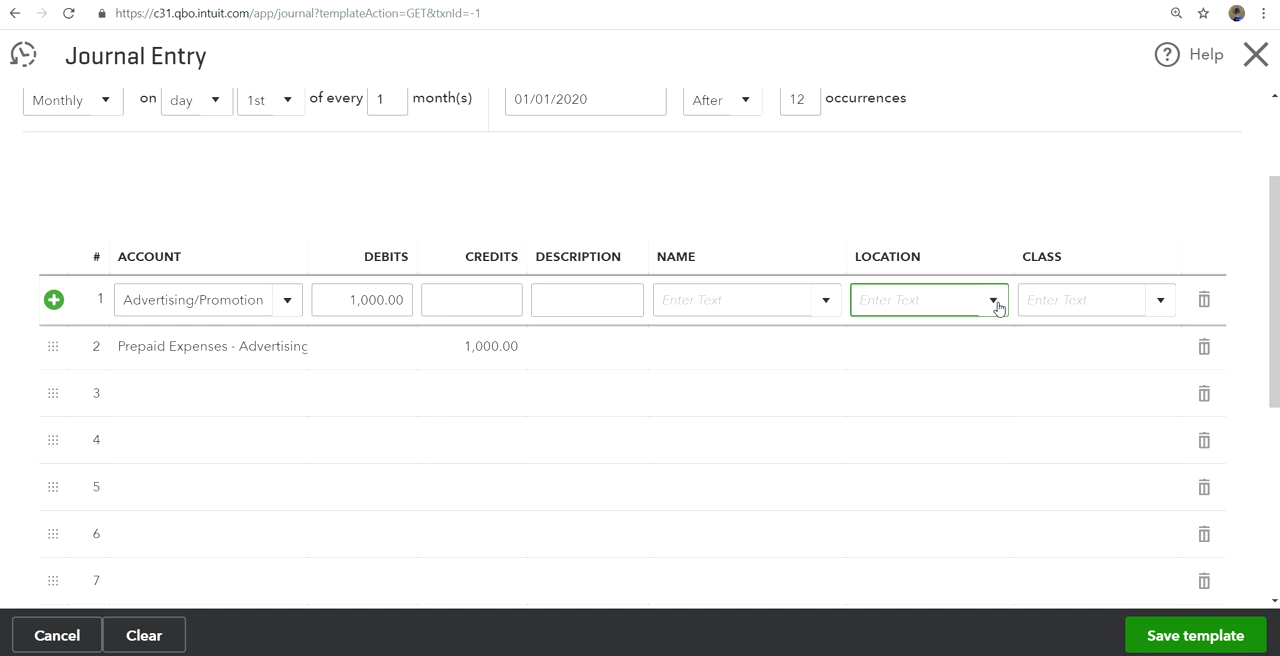 https://c31.qbo.intuit.com/app/journal?templateAction=GET&txnId=-1
Journal Entry
? Help
Monthly on day 1st of every 1 month(s) 01/01/2020 After 12 occurrences
# ACCOUNT DEBITS CREDITS DESCRIPTION NAME LOCATION CLASS
1 Advertising/Promotion 1,000.00 Enter Text Enter Text Enter Text
2 Prepaid Expenses - Advertising 1,000.00
3
4
5
6
7
Cancel Clear Save template